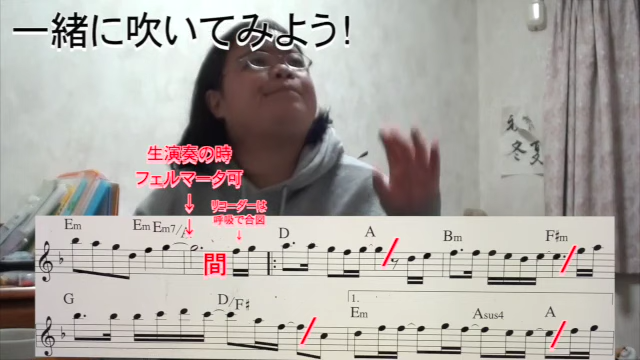 一緒に吹いてみよう!
生演奏の時
フェルマータ可
リコーダーは
呼吸で合図
冬夏
Em Em Em7/A D A Bm F#m
間
G D/F# 1. Em Asus4 A